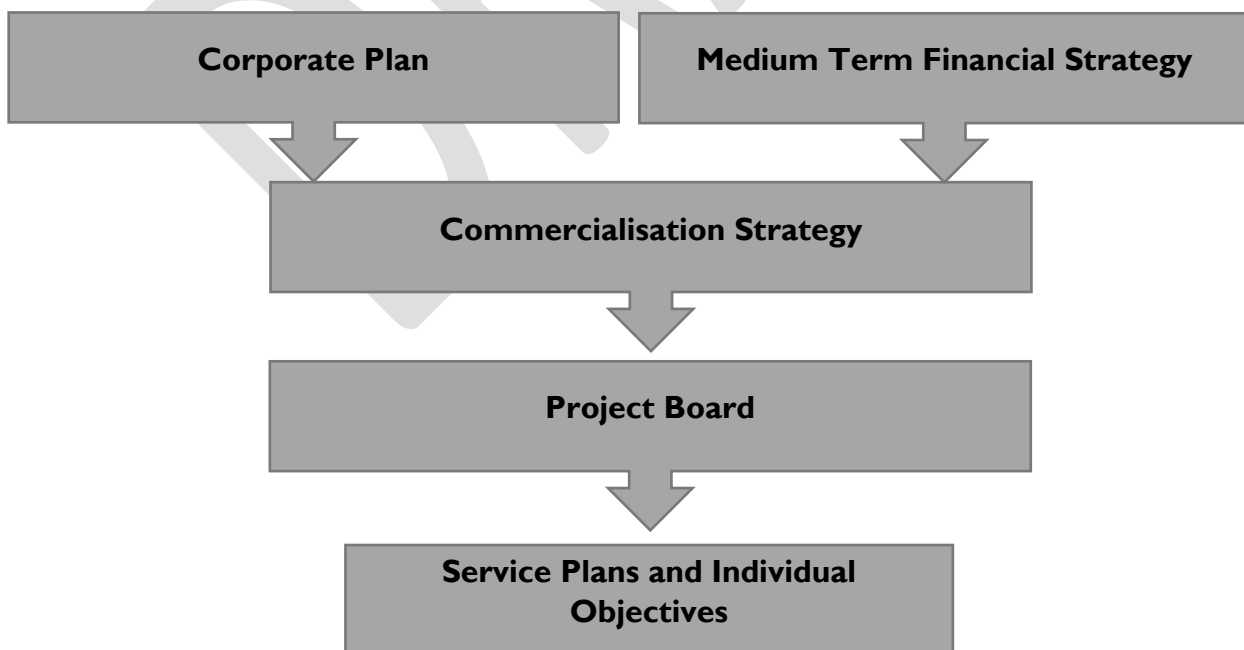 Corporate Plan
Medium Term Financial Strategy
Commercialisation Strategy
Project Board
Service Plans and Individual
Objectives